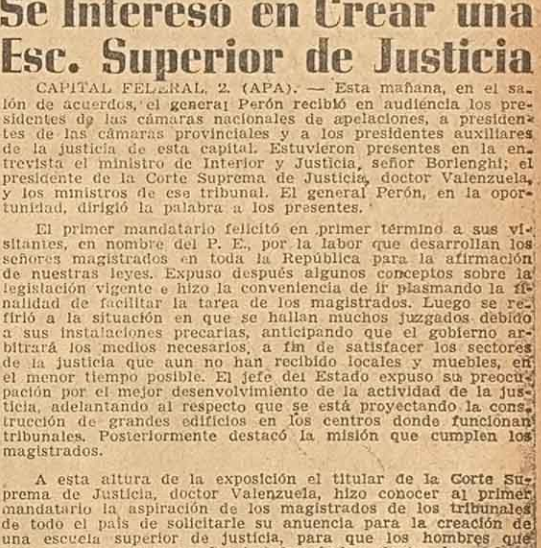 Se Interesó en Crear una
Esc. Superior de Justicia
CAPITAL FEDERAL, 2. (APA). — Esta mañana, en el sa-
lón de acuerdos, el general Perón recibió en audiencia los pre-
sidentes de las cámaras nacionales de apelaciones, a presiden-
tes de las cámaras provinciales y a los presidentes auxiliares
de la justicia de esta capital. Estuvieron presentes en la en-
trevista el ministro de Interior y Justicia, señor Borlenghi; el
presidente de la Corte Suprema de Justicia, doctor Valenzuela,
y los ministros de ese tribunal. El general Perón, en la opor-
tunidad, dirigió la palabra a los presentes.
El primer mandatario felicitó en primer término a sus vi-
sitantes, en nombre del P. E., por la labor que desarrollan los
señores magistrados en toda la República para la afirmación
de nuestras leyes. Expuso después algunos conceptos sobre la
legislación vigente e hizo la conveniencia de ir plasmando la fi-
nalidad de facilitar la tarea de los magistrados. Luego se re-
firió a la situación en que se hallan muchos juzgados debido
a sus instalaciones precarias, anticipando que el gobierno ar-
bitrará los medios necesarios, a fin de satisfacer los sectores
de la justicia que aun no han recibido locales y muebles, en
el menor tiempo posible. El jefe del Estado expuso su preocu-
pación por el mejor desenvolvimiento de la actividad de la jus-
ticia, adelantando al respecto que se está proyectando la cons-
trucción de grandes edificios en los centros donde funcionan
tribunales. Posteriormente destacó la misión que cumplen los
magistrados.
A esta altura de la exposición el titular de la Corte Su-
prema de Justicia, doctor Valenzuela, hizo conocer al primer
mandatario la aspiración de los magistrados de los tribunales
de todo el país de solicitarle su anuencia para la creación de
una escuela superior de justicia, para que los hombres que